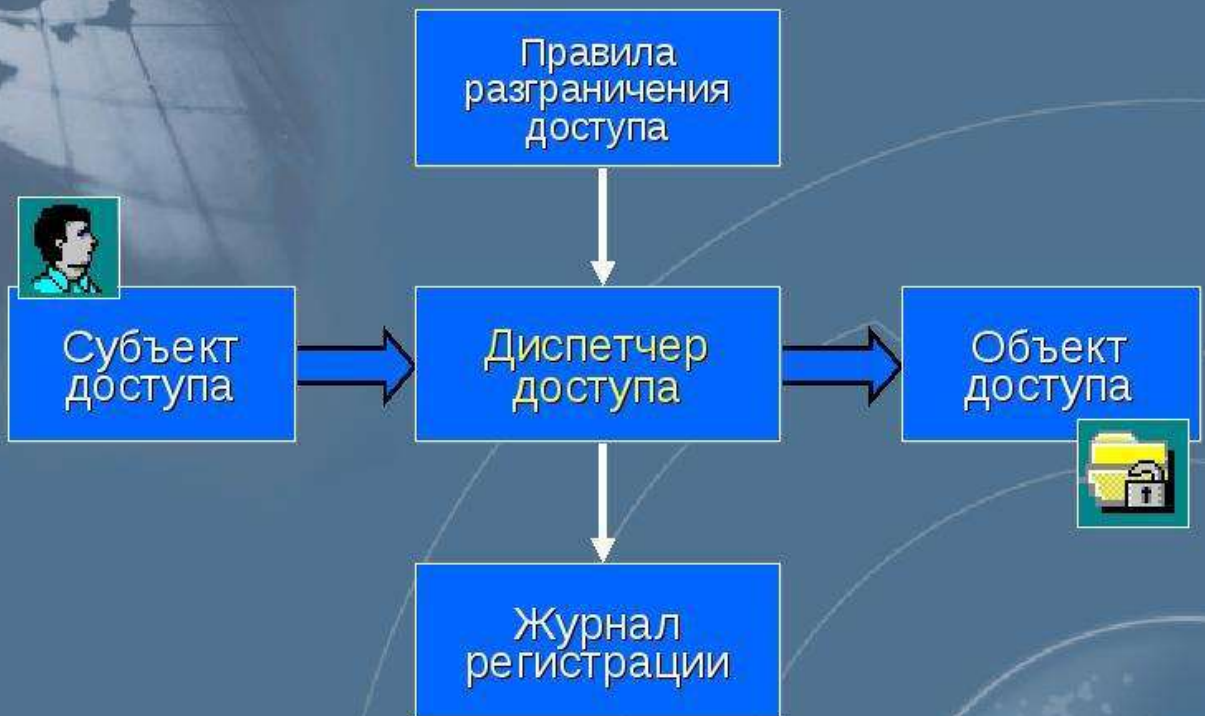 Правила
разграничения
доступа
Субъект
доступа
Диспетчер
доступа
Объект
доступа
Журнал
регистрации